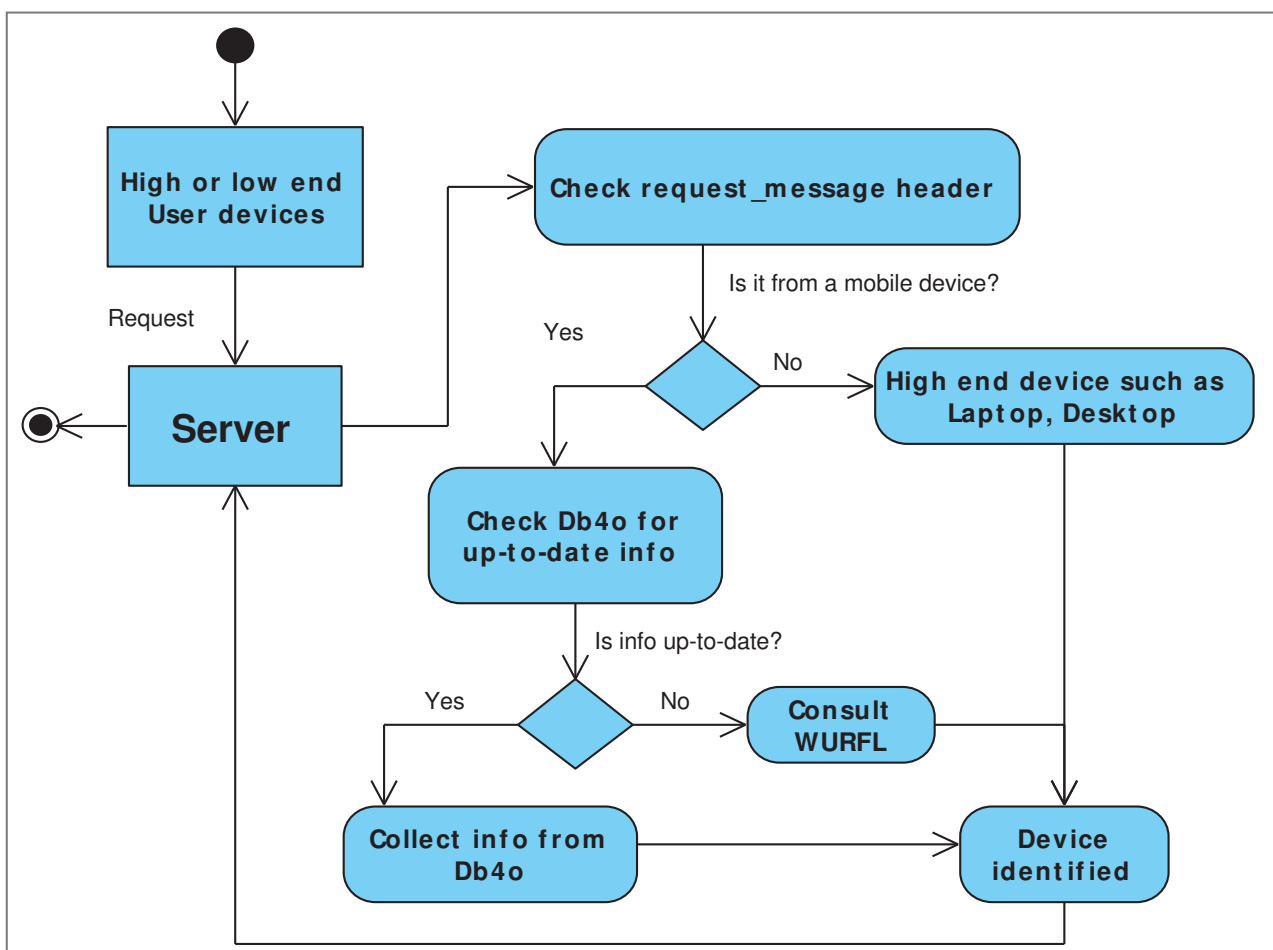 High or low end
User devices
Request
Server
Check request_message header
Is it from a mobile device?
Yes
No
High end device such as
Laptop, Desktop
Check Db4o for
up-to-date info
Is info up-to-date?
Yes
No
Consult
WURFL
Collect info from
Db4o
Device
identified